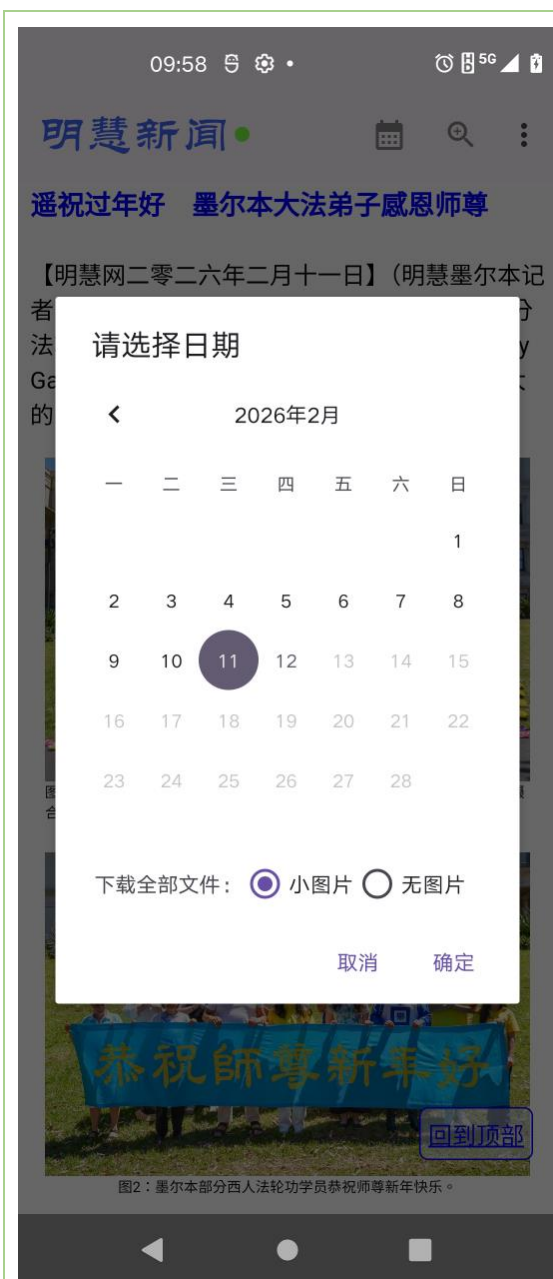 09:58
5G
明慧新闻
遥祝过年好 墨尔本大法弟子感恩师尊
【明慧网二零二六年二月十一日】（明慧墨尔本记
者
法
Ga
的
请选择日期
2026年2月
一 二 三 四 五 六 日
1
2 3 4 5 6 7 8
9 10 11 12 13 14 15
16 17 18 19 20 21 22
23 24 25 26 27 28
下载全部文件： 小图片 无图片
取消 确定
恭祝師尊新年好
回到顶部
图2：墨尔本部分西人法轮功学员恭祝师尊新年快乐。